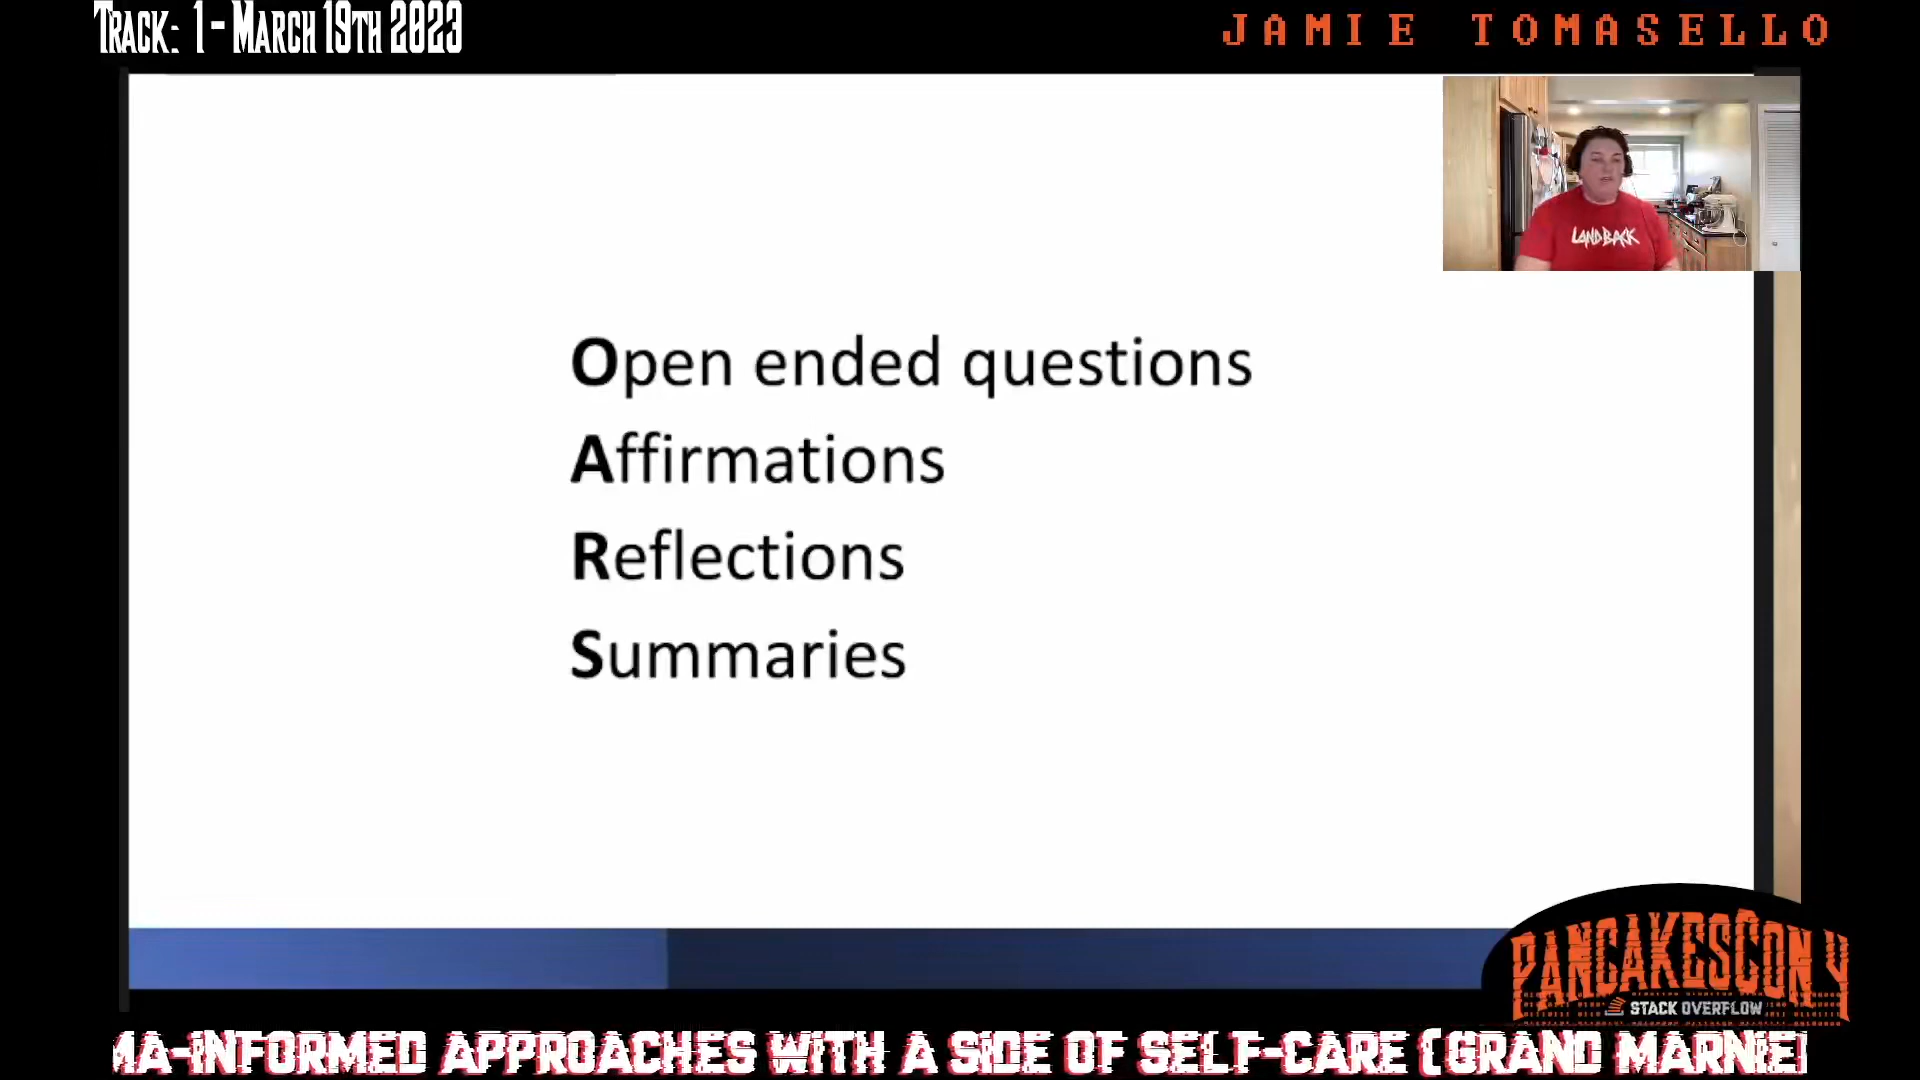 Track: 1 - March 19th 2023
JAMIE TOMASELLO
LANDBACK
Open ended questions
Affirmations
Reflections
Summaries
PANCAKESCON 4
STACK OVERFLOW
MA-INFORMED APPROACHES WITH A SIDE OF SELF-CARE (GRAND MARNIE